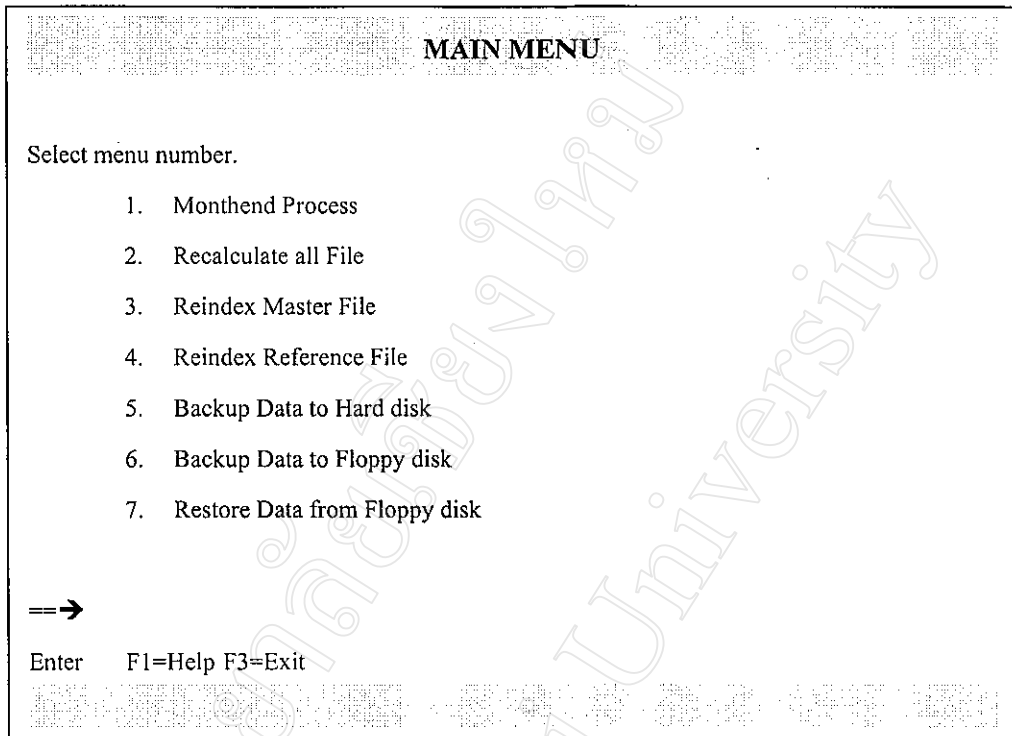 MAIN MENU
Select menu number.
1. Monthend Process
2. Recalculate all File
3. Reindex Master File
4. Reindex Reference File
5. Backup Data to Hard disk
6. Backup Data to Floppy disk
7. Restore Data from Floppy disk
==➔
Enter F1=Help F3=Exit
University